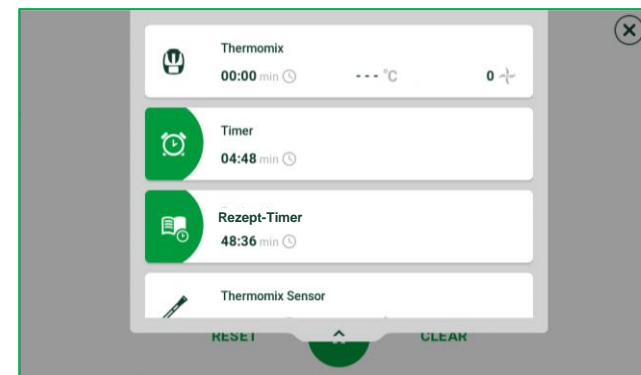 Thermomix
00:00 min --- °C 0
Timer
04:48 min
Rezept-Timer
48:36 min
Thermomix Sensor
RESET CLEAR